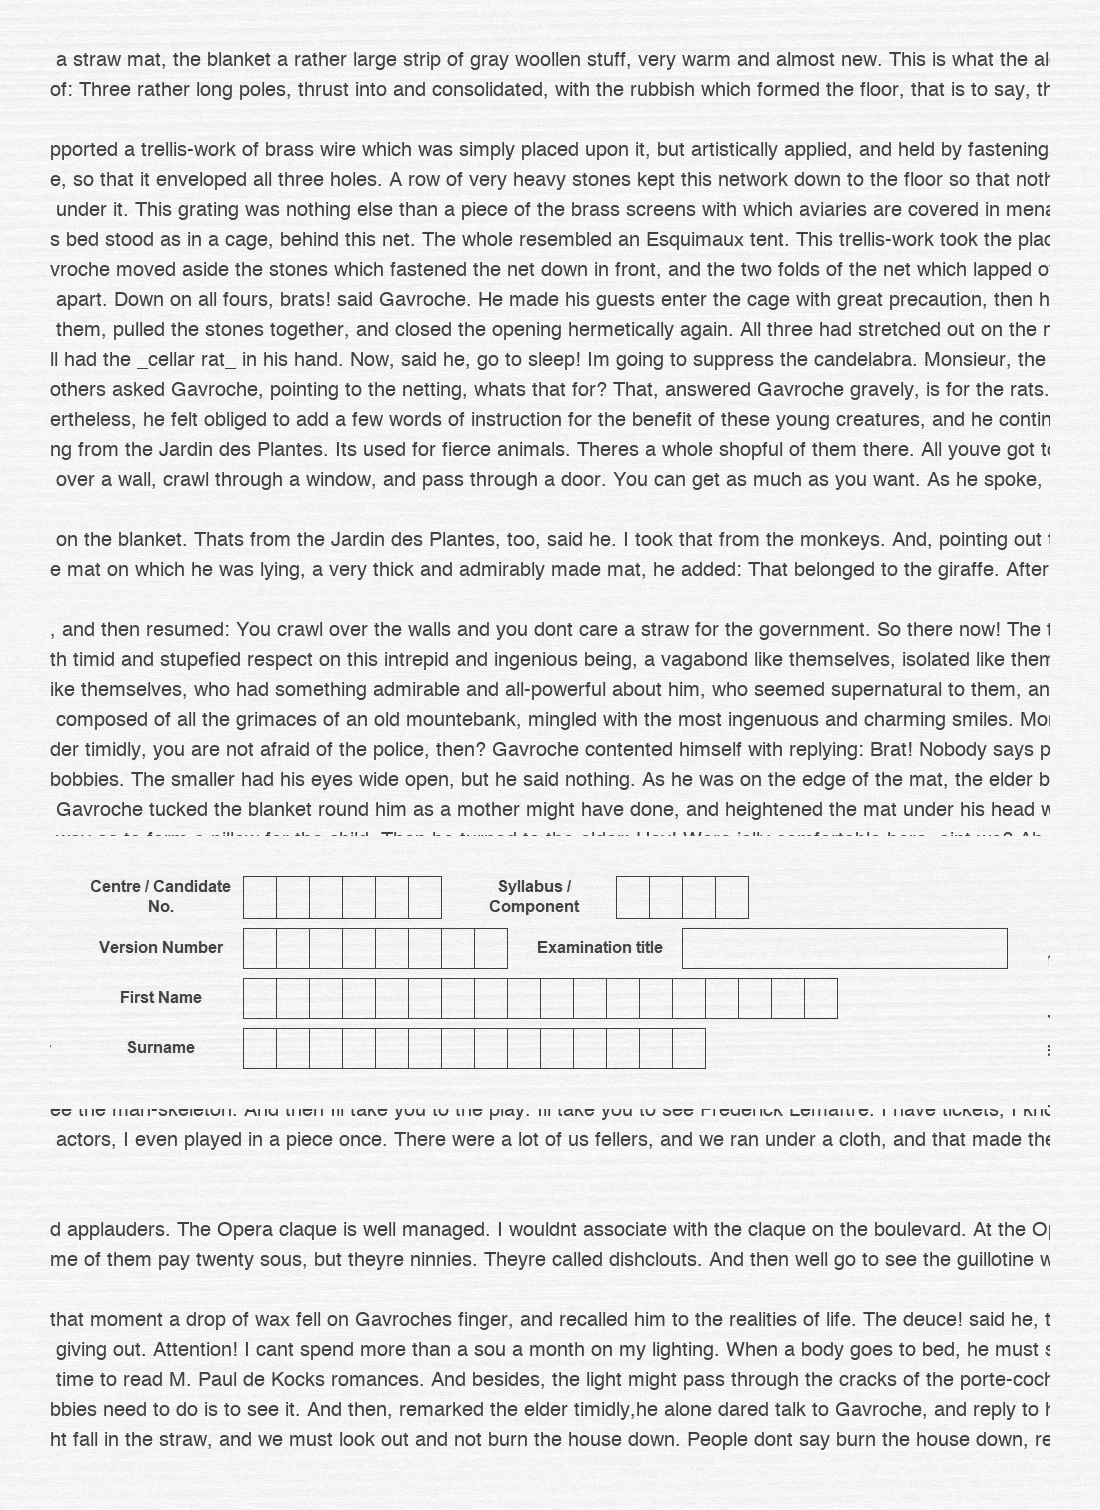 a straw mat, the blanket a rather large strip of gray woollen stuff, very warm and almost new. This is what the
of: Three rather long poles, thrust into and consolidated, with the rubbish which formed the floor, that is to say,
pported a trellis-work of brass wire which was simply placed upon it, but artistically applied, and held by fastening
e, so that it enveloped all three holes. A row of very heavy stones kept this network down to the floor so that
under it. This grating was nothing else than a piece of the brass screens with which aviaries are covered in
s bed stood as in a cage, behind this net. The whole resembled an Esquimaux tent. This trellis-work took the
vroche moved aside the stones which fastened the net down in front, and the two folds of the net which lapped
apart. Down on all fours, brats! said Gavroche. He made his guests enter the cage with great precaution, then
them, pulled the stones together, and closed the opening hermetically again. All three had stretched out on the
ll had the _cellar rat_ in his hand. Now, said he, go to sleep! Im going to suppress the candelabra. Monsieur, the
others asked Gavroche, pointing to the netting, whats that for? That, answered Gavroche gravely, is for the rats.
ertheless, he felt obliged to add a few words of instruction for the benefit of these young creatures, and he contin
ng from the Jardin des Plantes. Its used for fierce animals. Theres a whole shopful of them there. All youve got
over a wall, crawl through a window, and pass through a door. You can get as much as you want. As he spoke,
on the blanket. Thats from the Jardin des Plantes, too, said he. I took that from the monkeys. And, pointing out
e mat on which he was lying, a very thick and admirably made mat, he added: That belonged to the giraffe. After
, and then resumed: You crawl over the walls and you dont care a straw for the government. So there now! The
th timid and stupefied respect on this intrepid and ingenious being, a vagabond like themselves, isolated like
ike themselves, who had something admirable and all-powerful about him, who seemed supernatural to them, an
composed of all the grimaces of an old mountebank, mingled with the most ingenuous and charming smiles.
der timidly, you are not afraid of the police, then? Gavroche contented himself with replying: Brat! Nobody says p
bobbies. The smaller had his eyes wide open, but he said nothing. As he was on the edge of the mat, the elder b
Gavroche tucked the blanket round him as a mother might have done, and heightened the mat under his head
Centre / Candidate No.
Syllabus / Component
Version Number
Examination title
First Name
Surname
ee the man-skeleton. And then Ill take you to the play. Ill take you to see Frederick Lemaitre. I have tickets, I
actors, I even played in a piece once. There were a lot of us fellers, and we ran under a cloth, and that made the
d applauders. The Opera claque is well managed. I wouldnt associate with the claque on the boulevard. At the
me of them pay twenty sous, but theyre ninnies. Theyre called dishclouts. And then well go to see the guillotine
that moment a drop of wax fell on Gavroches finger, and recalled him to the realities of life. The deuce! said he,
giving out. Attention! I cant spend more than a sou a month on my lighting. When a body goes to bed, he must
time to read M. Paul de Kocks romances. And besides, the light might pass through the cracks of the
bbies need to do is to see it. And then, remarked the elder timidly,he alone dared talk to Gavroche, and reply to
ht fall in the straw, and we must look out and not burn the house down. People dont say burn the house down, re